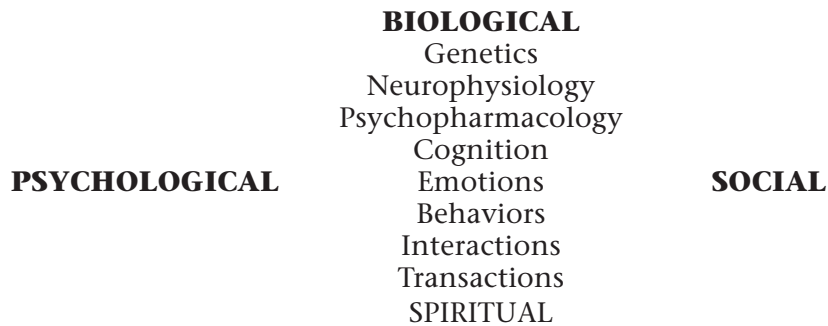 BIOLOGICAL
Genetics
Neurophysiology
Psychopharmacology
Cognition
PSYCHOLOGICAL Emotions SOCIAL
Behaviors
Interactions
Transactions
SPIRITUAL